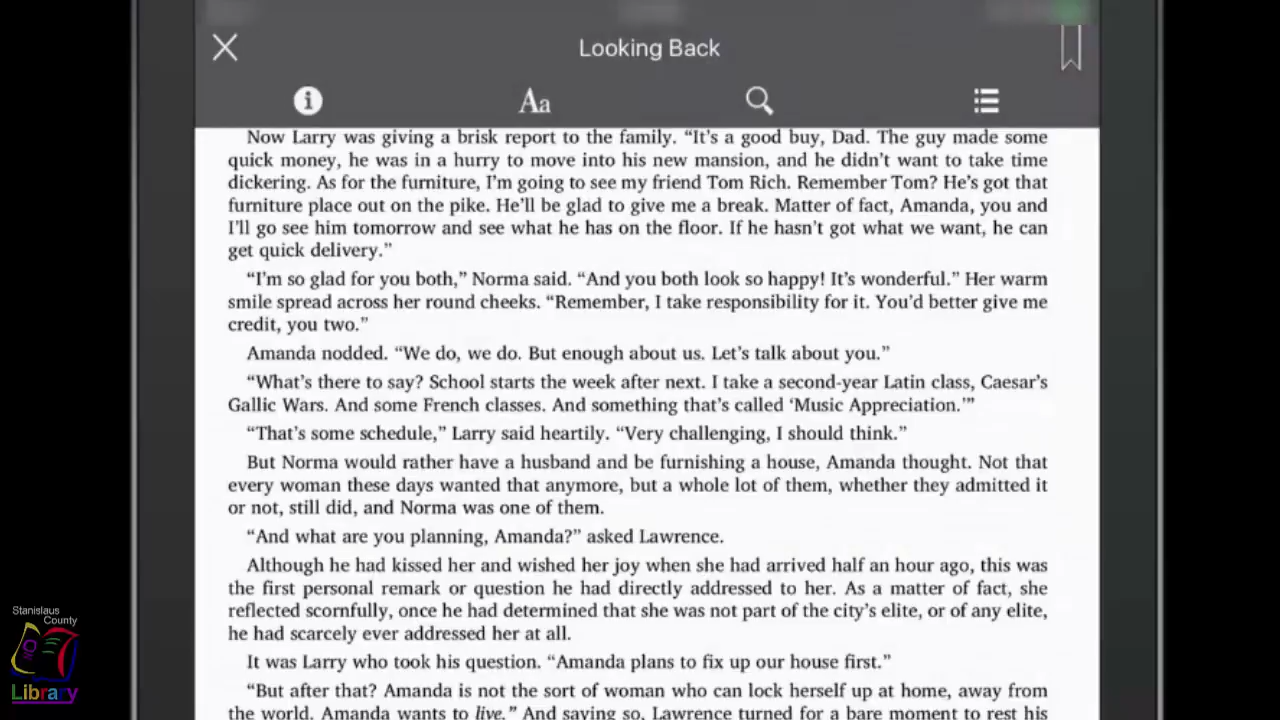 Looking Back
Aa
Now Larry was giving a brisk report to the family. “It’s a good buy, Dad. The guy made some
quick money, he was in a hurry to move into his new mansion, and he didn’t want to take time
dickering. As for the furniture, I’m going to see my friend Tom Rich. Remember Tom? He’s got that
furniture place out on the pike. He’ll be glad to give me a break. Matter of fact, Amanda, you and
I’ll go see him tomorrow and see what he has on the floor. If he hasn’t got what we want, he can
get quick delivery.”
“I’m so glad for you both,” Norma said. “And you both look so happy! It’s wonderful.” Her warm
smile spread across her round cheeks. “Remember, I take responsibility for it. You’d better give me
credit, you two.”
Amanda nodded. “We do, we do. But enough about us. Let’s talk about you.”
“What’s there to say? School starts the week after next. I take a second-year Latin class, Caesar’s
Gallic Wars. And some French classes. And something that’s called ‘Music Appreciation.’”
“That’s some schedule,” Larry said heartily. “Very challenging, I should think.”
But Norma would rather have a husband and be furnishing a house, Amanda thought. Not that
every woman these days wanted that anymore, but a whole lot of them, whether they admitted it
or not, still did, and Norma was one of them.
“And what are you planning, Amanda?” asked Lawrence.
Although he had kissed her and wished her joy when she had arrived half an hour ago, this was
the first personal remark or question he had directly addressed to her. As a matter of fact, she
reflected scornfully, once he had determined that she was not part of the city’s elite, or of any elite,
he had scarcely ever addressed her at all.
It was Larry who took his question. “Amanda plans to fix up our house first.”
“But after that? Amanda is not the sort of woman who can lock herself up at home, away from
the world. Amanda wants to live.” And saying so, Lawrence turned for a bare moment to rest his
Stanislaus
County
Library